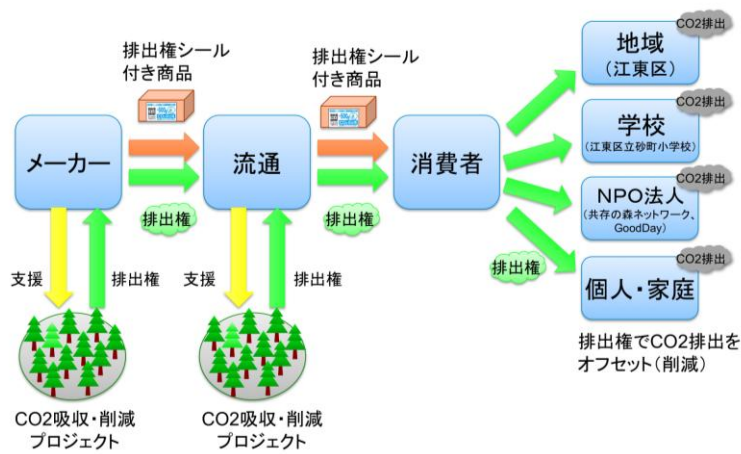 排出権シール
付き商品
排出権シール
付き商品
メーカー
流通
消費者
排出権
排出権
排出権
支援
排出権
支援
排出権
CO2吸収・削減
プロジェクト
CO2吸収・削減
プロジェクト
CO2排出
地域
(江東区)
CO2排出
学校
(江東区立砂町小学校)
CO2排出
NPO法人
(共存の森ネットワーク、
GoodDay)
CO2排出
個人・家庭
排出権でCO2排出を
オフセット(削減)